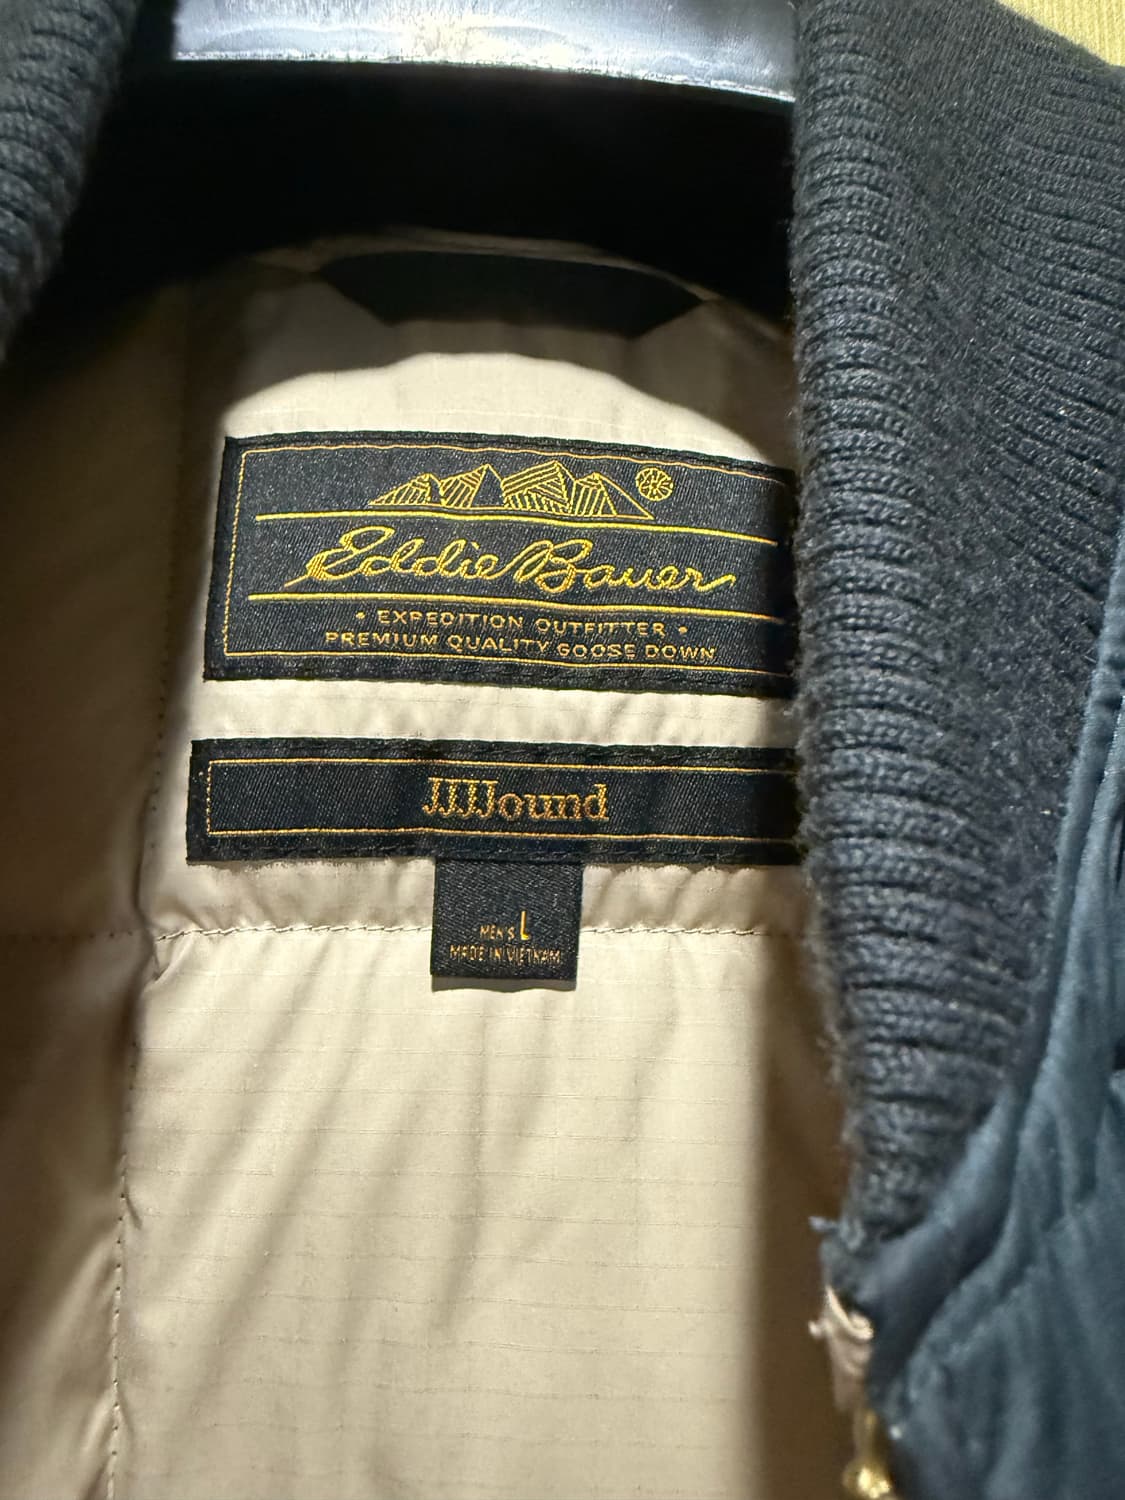 Eddie Bauer
• EXPEDITION OUTFITTER •
PREMIUM QUALITY GOOSE DOWN
JJJJound
MEN'S L
MADE IN VIETNAM